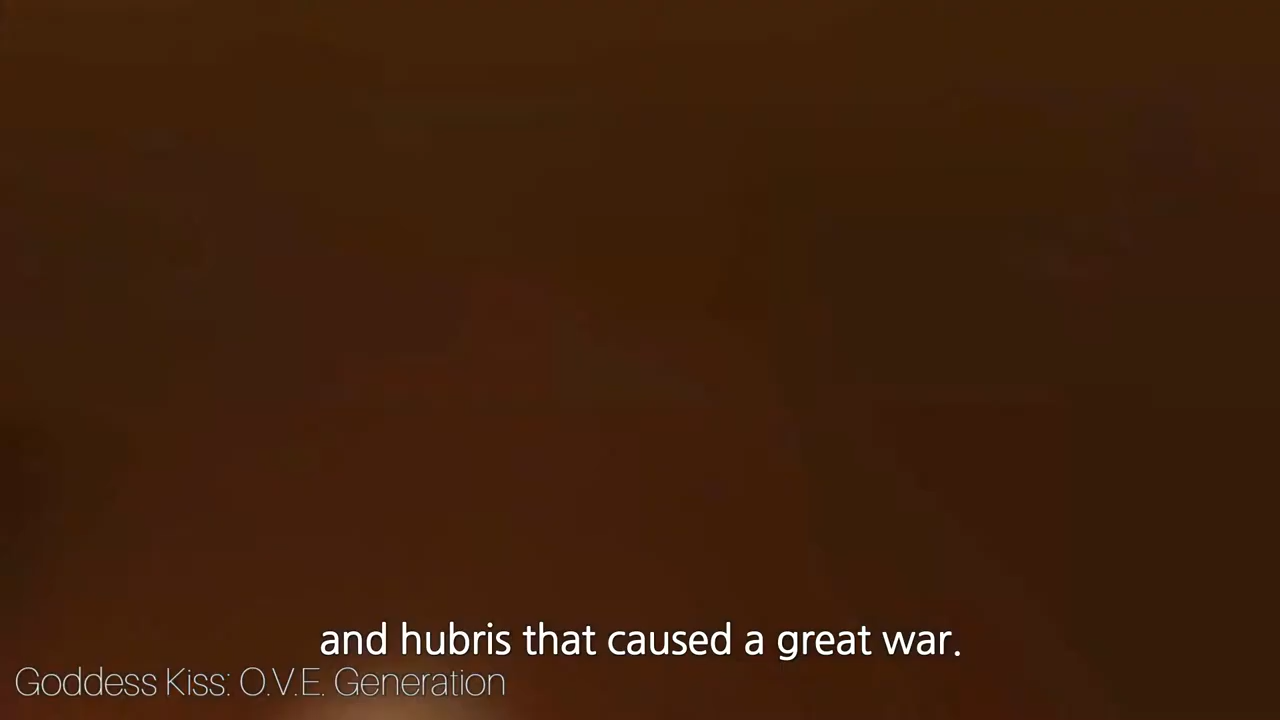 and hubris that caused a great war.
Goddess Kiss: O.V.E. Generation